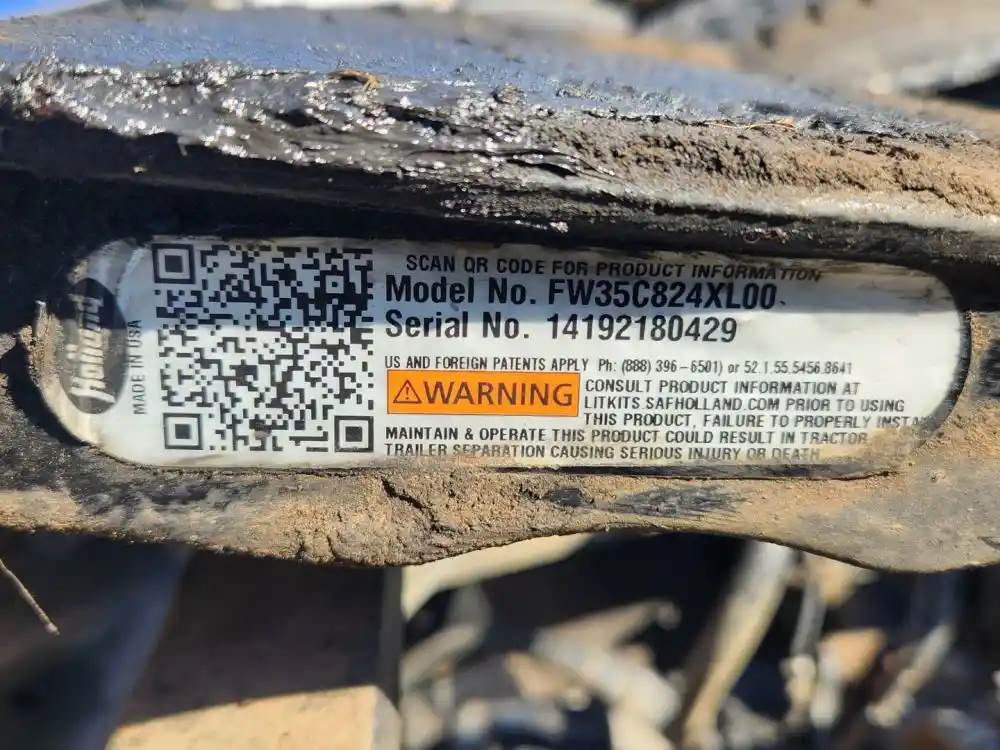 Holland
MADE IN USA
SCAN QR CODE FOR PRODUCT INFORMATION
Model No. FW35C824XL00
Serial No. 14192180429
US AND FOREIGN PATENTS APPLY Ph: (888) 396-6501) or 52.1.55.5456.8641
WARNING
CONSULT PRODUCT INFORMATION AT
LITKITS.SAFHOLLAND.COM PRIOR TO USING
THIS PRODUCT, FAILURE TO PROPERLY INSTA
MAINTAIN & OPERATE THIS PRODUCT COULD RESULT IN TRACTOR
TRAILER SEPARATION CAUSING SERIOUS INJURY OR DEATH